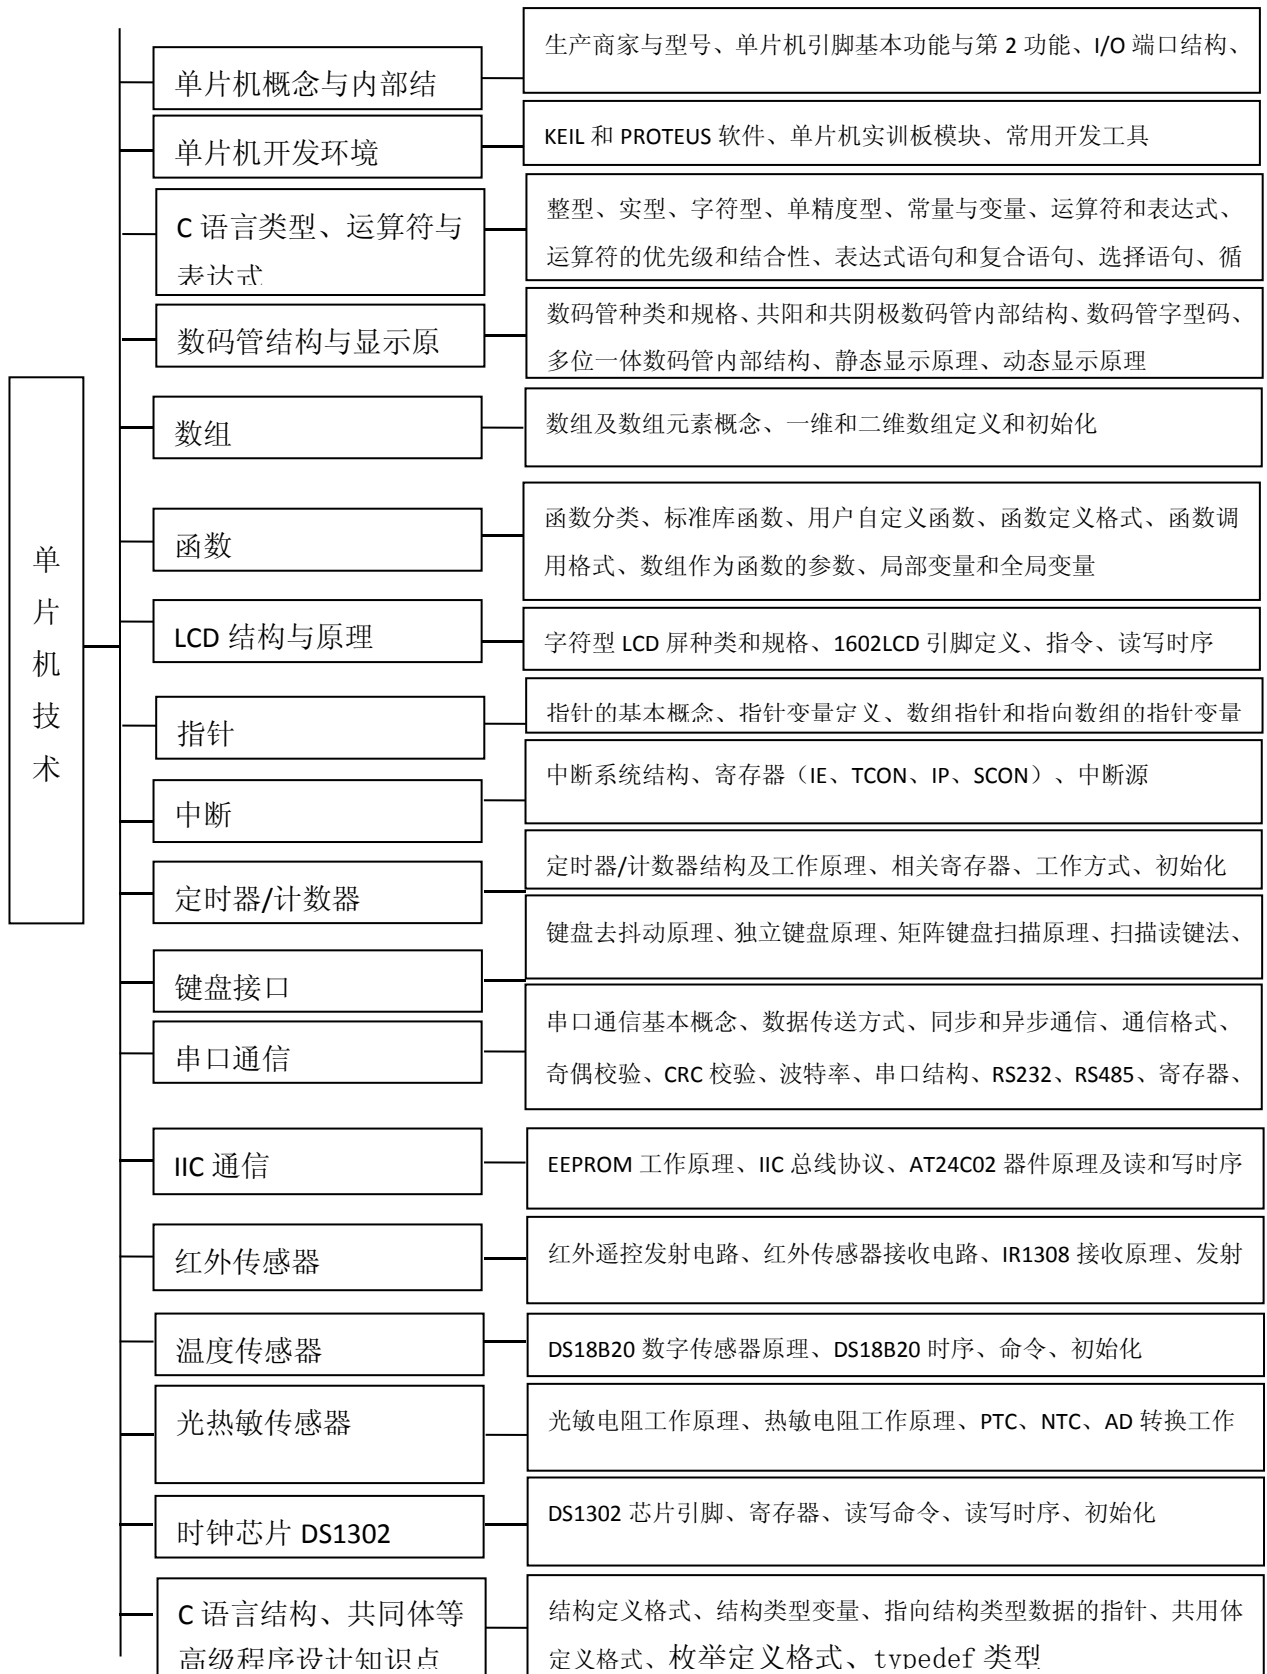 单片机技术
单片机概念与内部结
生产商家与型号、单片机引脚基本功能与第 2 功能、I/O 端口结构、
单片机开发环境
KEIL 和 PROTEUS 软件、单片机实训板模块、常用开发工具
C 语言类型、运算符与
表达式
整型、实型、字符型、单精度型、常量与变量、运算符和表达式、
运算符的优先级和结合性、表达式语句和复合语句、选择语句、循
数码管结构与显示原
数码管种类和规格、共阳和共阴极数码管内部结构、数码管字型码、
多位一体数码管内部结构、静态显示原理、动态显示原理
数组
数组及数组元素概念、一维和二维数组定义和初始化
函数
函数分类、标准库函数、用户自定义函数、函数定义格式、函数调
用格式、数组作为函数的参数、局部变量和全局变量
LCD 结构与原理
字符型 LCD 屏种类和规格、1602LCD 引脚定义、指令、读写时序
指针
指针的基本概念、指针变量定义、数组指针和指向数组的指针变量
中断
中断系统结构、寄存器（IE、TCON、IP、SCON）、中断源
定时器/计数器
定时器/计数器结构及工作原理、相关寄存器、工作方式、初始化
键盘接口
键盘去抖动原理、独立键盘原理、矩阵键盘扫描原理、扫描读键法、
串口通信
串口通信基本概念、数据传送方式、同步和异步通信、通信格式、
奇偶校验、CRC 校验、波特率、串口结构、RS232、RS485、寄存器、
IIC 通信
EEPROM 工作原理、IIC 总线协议、AT24C02 器件原理及读和写时序
红外传感器
红外遥控发射电路、红外传感器接收电路、IR1308 接收原理、发射
温度传感器
DS18B20 数字传感器原理、DS18B20 时序、命令、初始化
光热敏传感器
光敏电阻工作原理、热敏电阻工作原理、PTC、NTC、AD 转换工作
时钟芯片 DS1302
DS1302 芯片引脚、寄存器、读写命令、读写时序、初始化
C 语言结构、共同体等
高级程序设计知识点
结构定义格式、结构类型变量、指向结构类型数据的指针、共用体
定义格式、枚举定义格式、typedef 类型